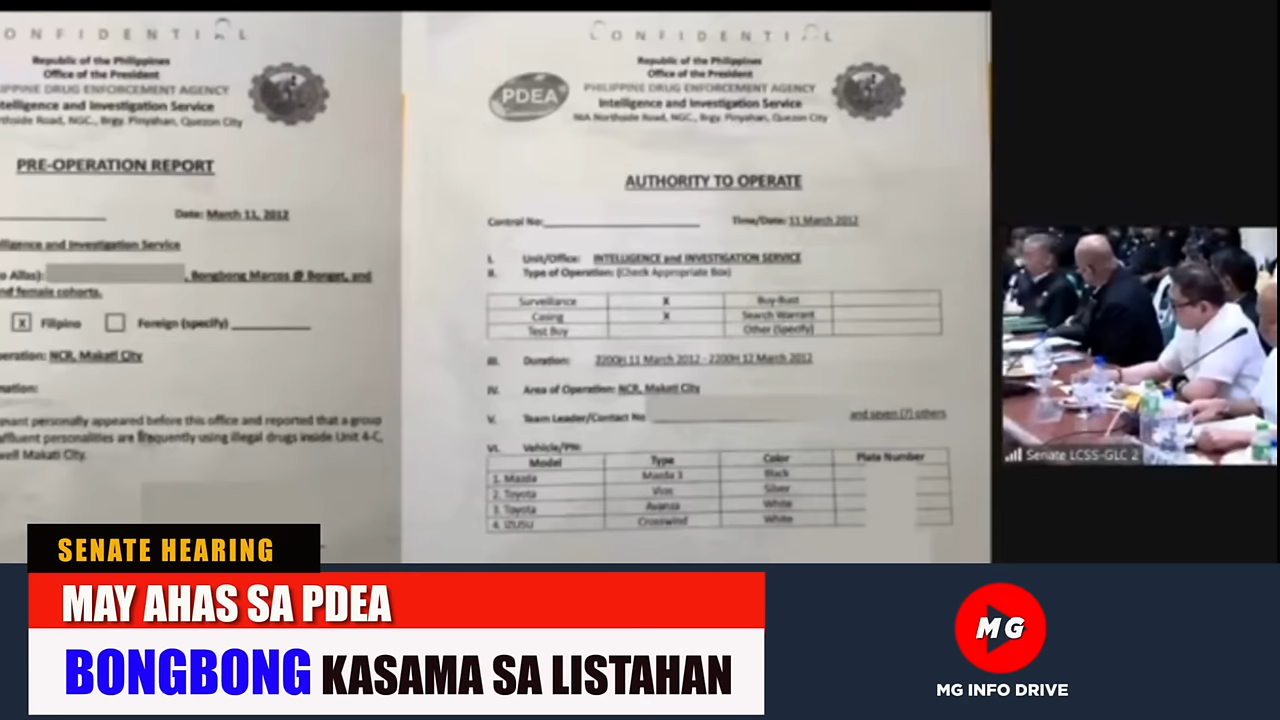 CONFIDENTIAL
Republic of the Philippines
Office of the President
PHILIPPINE DRUG ENFORCEMENT AGENCY
Intelligence and Investigation Service
Northside Road, NGC., Brgy. Pinyahan, Quezon City
PRE-OPERATION REPORT
Date: March 11, 2012
Intelligence and Investigation Service
Alias): , Bongbong Marcos @ Bonget, and
female cohorts.
X Filipino Foreign (specify)
NCR, Makati City
personally appeared before this office and reported that a group
affluent personalities are frequently using illegal drugs inside Unit 4-C,
Makati City.
CONFIDENTIAL
Republic of the Philippines
Office of the President
PDEA
PHILIPPINE DRUG ENFORCEMENT AGENCY
Intelligence and Investigation Service
NIA Northside Road, NGC., Brgy. Pinyahan, Quezon City
AUTHORITY TO OPERATE
Control No: Time/Date: 11 March 2012
I. Unit/Office: INTELLIGENCE and INVESTIGATION SERVICE
II. Type of Operation: (Check Appropriate Box)
Surveillance X Buy-Bust
Casing X Search Warrant
Test Buy Other (Specify)
III. Duration: 2200H 11 March 2012 - 2200H 12 March 2012
IV. Area of Operation: NCR, Makati City
V. Team Leader/Contact No and seven (7) others
VI. Vehicle/PN:
Model Type Color Plate Number
1. Mazda Mazda 3 Black
2. Toyota Vios Silver
3. Toyota Avanza White
4. IZUSU Crosswind White
Senate LCSS-GLC 2
SENATE HEARING
MAY AHAS SA PDEA
BONGBONG KASAMA SA LISTAHAN
MG
MG INFO DRIVE